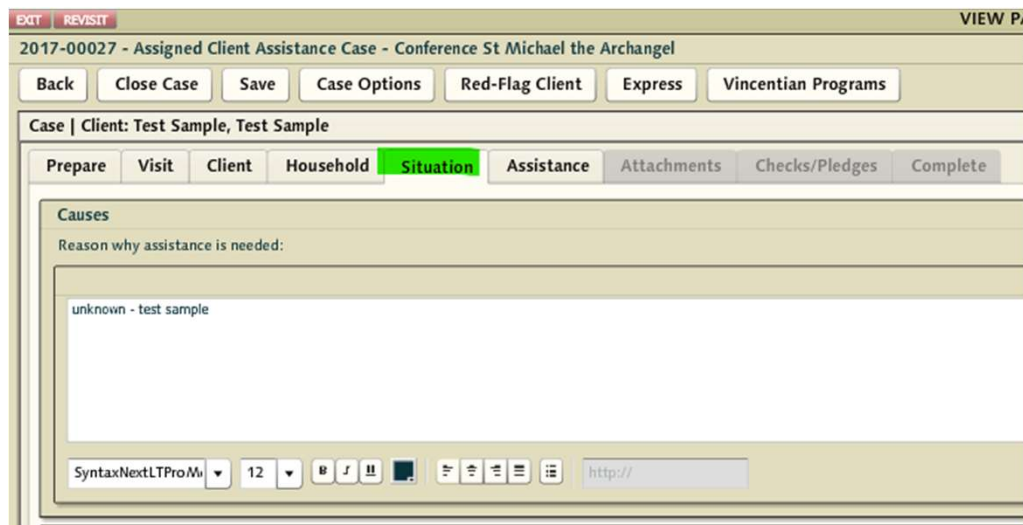 EXIT REVISIT VIEW PA
2017-00027 - Assigned Client Assistance Case - Conference St Michael the Archangel
Back Close Case Save Case Options Red-Flag Client Express Vincentian Programs
Case | Client: Test Sample, Test Sample
Prepare Visit Client Household Situation Assistance Attachments Checks/Pledges Complete
Causes
Reason why assistance is needed:
unknown - test sample
SyntaxNextLTPro M 12 B I U http://